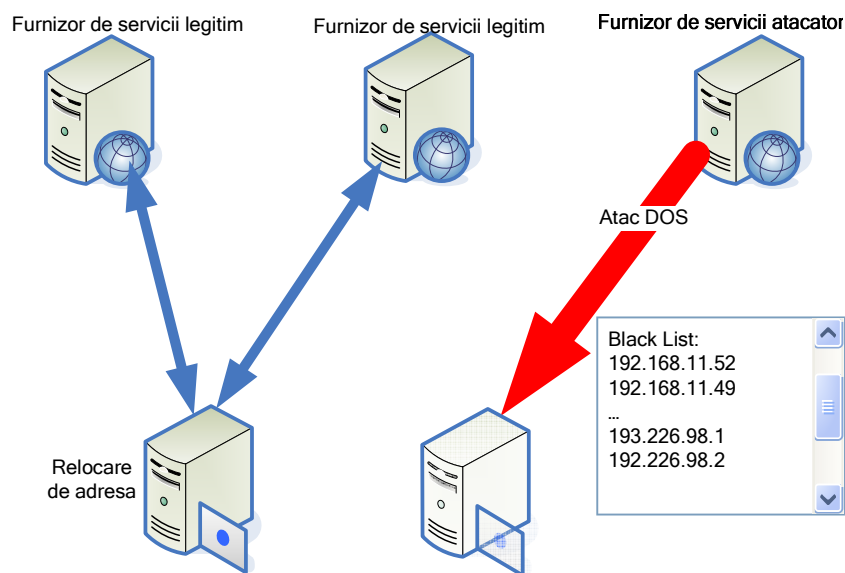 Furnizor de servicii legitim
Furnizor de servicii legitim
Furnizor de servicii atacator
Atac DOS
Black List:
192.168.11.52
192.168.11.49
...
193.226.98.1
192.226.98.2
Relocare
de adresa